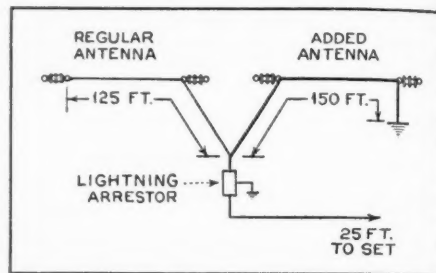 REGULAR
ANTENNA
ADDED
ANTENNA
125 FT.
150 FT.
LIGHTNING
ARRESTOR
25 FT.
TO SET